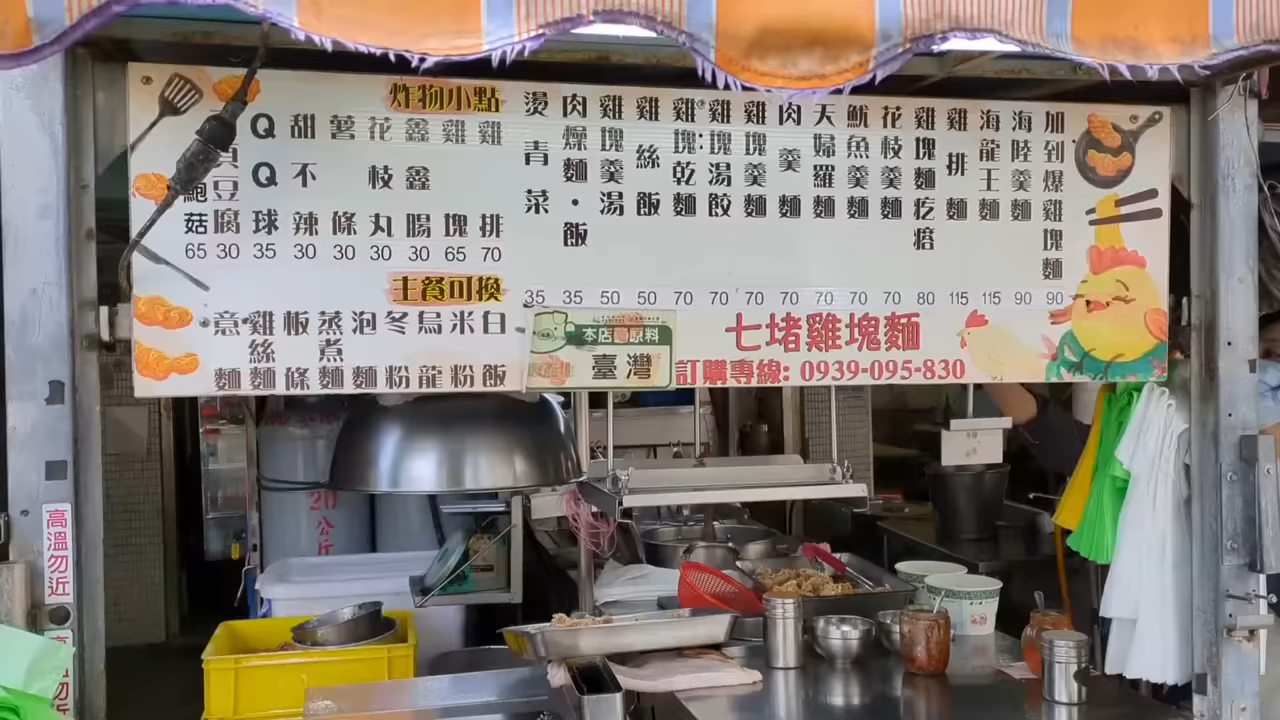 加到爆雞塊麵 90
海陸羹麵 90
海龍王麵 115
雞排麵 115
雞塊麵疙瘩 80
花枝羹麵 70
魷魚羹麵 70
天婦羅麵 70
肉羹麵 70
雞塊羹麵 70
雞塊湯餃 70
雞塊乾麵 70
雞絲飯 50
雞塊羹湯 50
肉燥麵・飯 35
燙青菜 35
炸物小點
雞排 70
雞塊 65
鑫鑫腸 30
花枝丸 30
薯條 30
甜不辣 30
QQ球 35
頁豆腐 30
鮑菇 65
主餐可換
白飯
米粉
烏龍
冬粉
泡麵
蒸煮麵
板條
雞絲麵
意麵
本店 原料
臺灣
七堵雞塊麵
訂購專線: 0939-095-830
高溫勿近
20
公斤